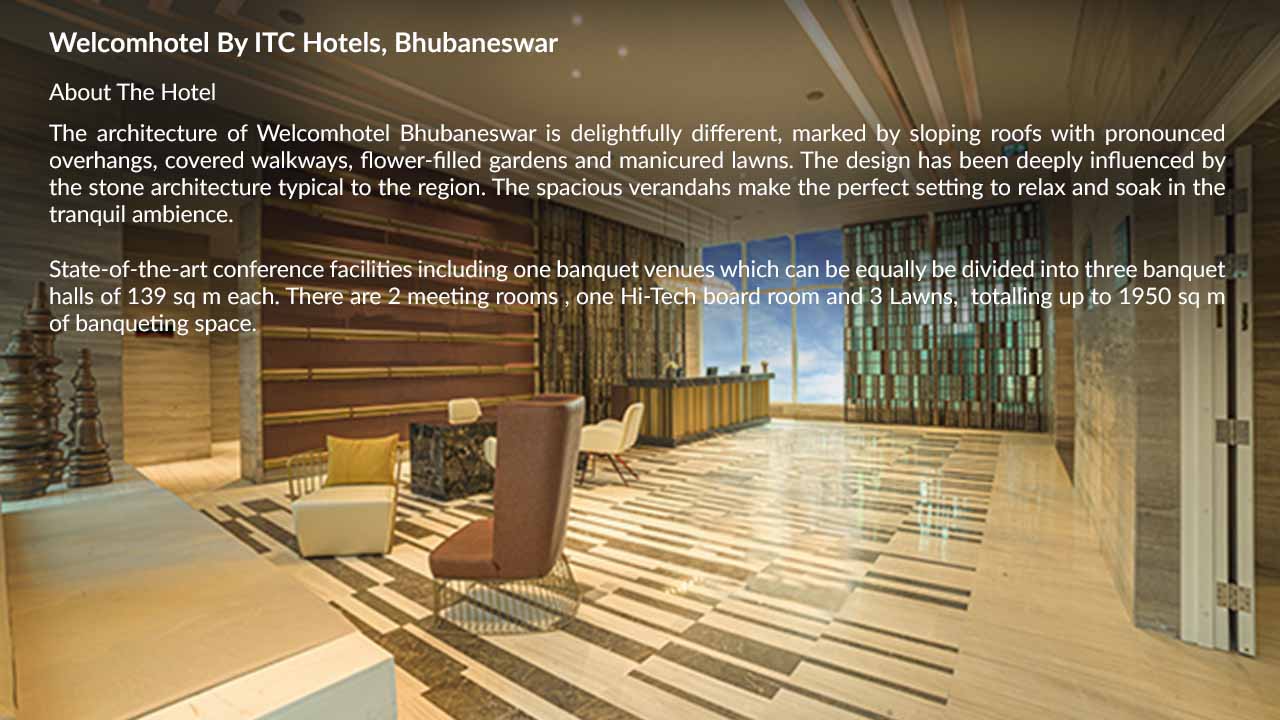 Welcomhotel By ITC Hotels, Bhubaneswar
About The Hotel
The architecture of Welcomhotel Bhubaneswar is delightfully different, marked by sloping roofs with pronounced
overhangs, covered walkways, flower-filled gardens and manicured lawns. The design has been deeply influenced by
the stone architecture typical to the region. The spacious verandahs make the perfect setting to relax and soak in the
tranquil ambience.
State-of-the-art conference facilities including one banquet venues which can be equally be divided into three banquet
halls of 139 sq m each. There are 2 meeting rooms , one Hi-Tech board room and 3 Lawns,  totalling up to 1950 sq m
of banqueting space.